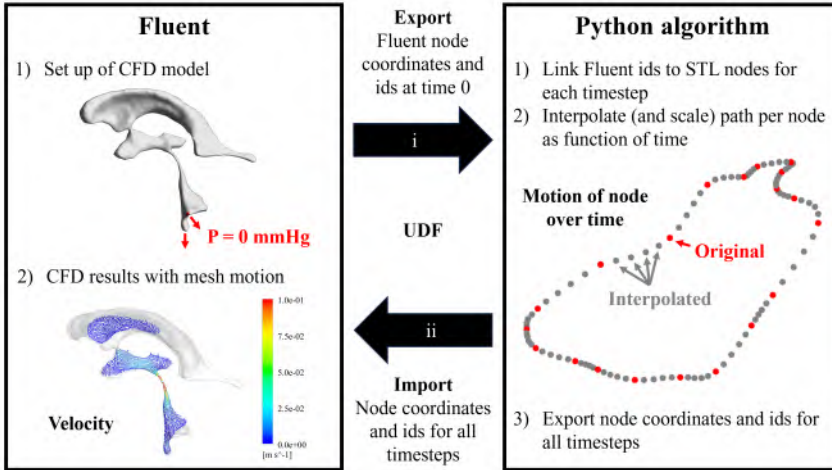 Fluent
1) Set up of CFD model
P = 0 mmHg
2) CFD results with mesh motion
1.0e-01
7.5e-02
5.0e-02
2.5e-02
0.0e+00
[m s^-1]
Velocity
Export
Fluent node
coordinates and
ids at time 0
i
UDF
ii
Import
Node coordinates
and ids for all
timesteps
Python algorithm
1) Link Fluent ids to STL nodes for
each timestep
2) Interpolate (and scale) path per node
as function of time
Motion of node
over time
Original
Interpolated
3) Export node coordinates and ids for
all timesteps